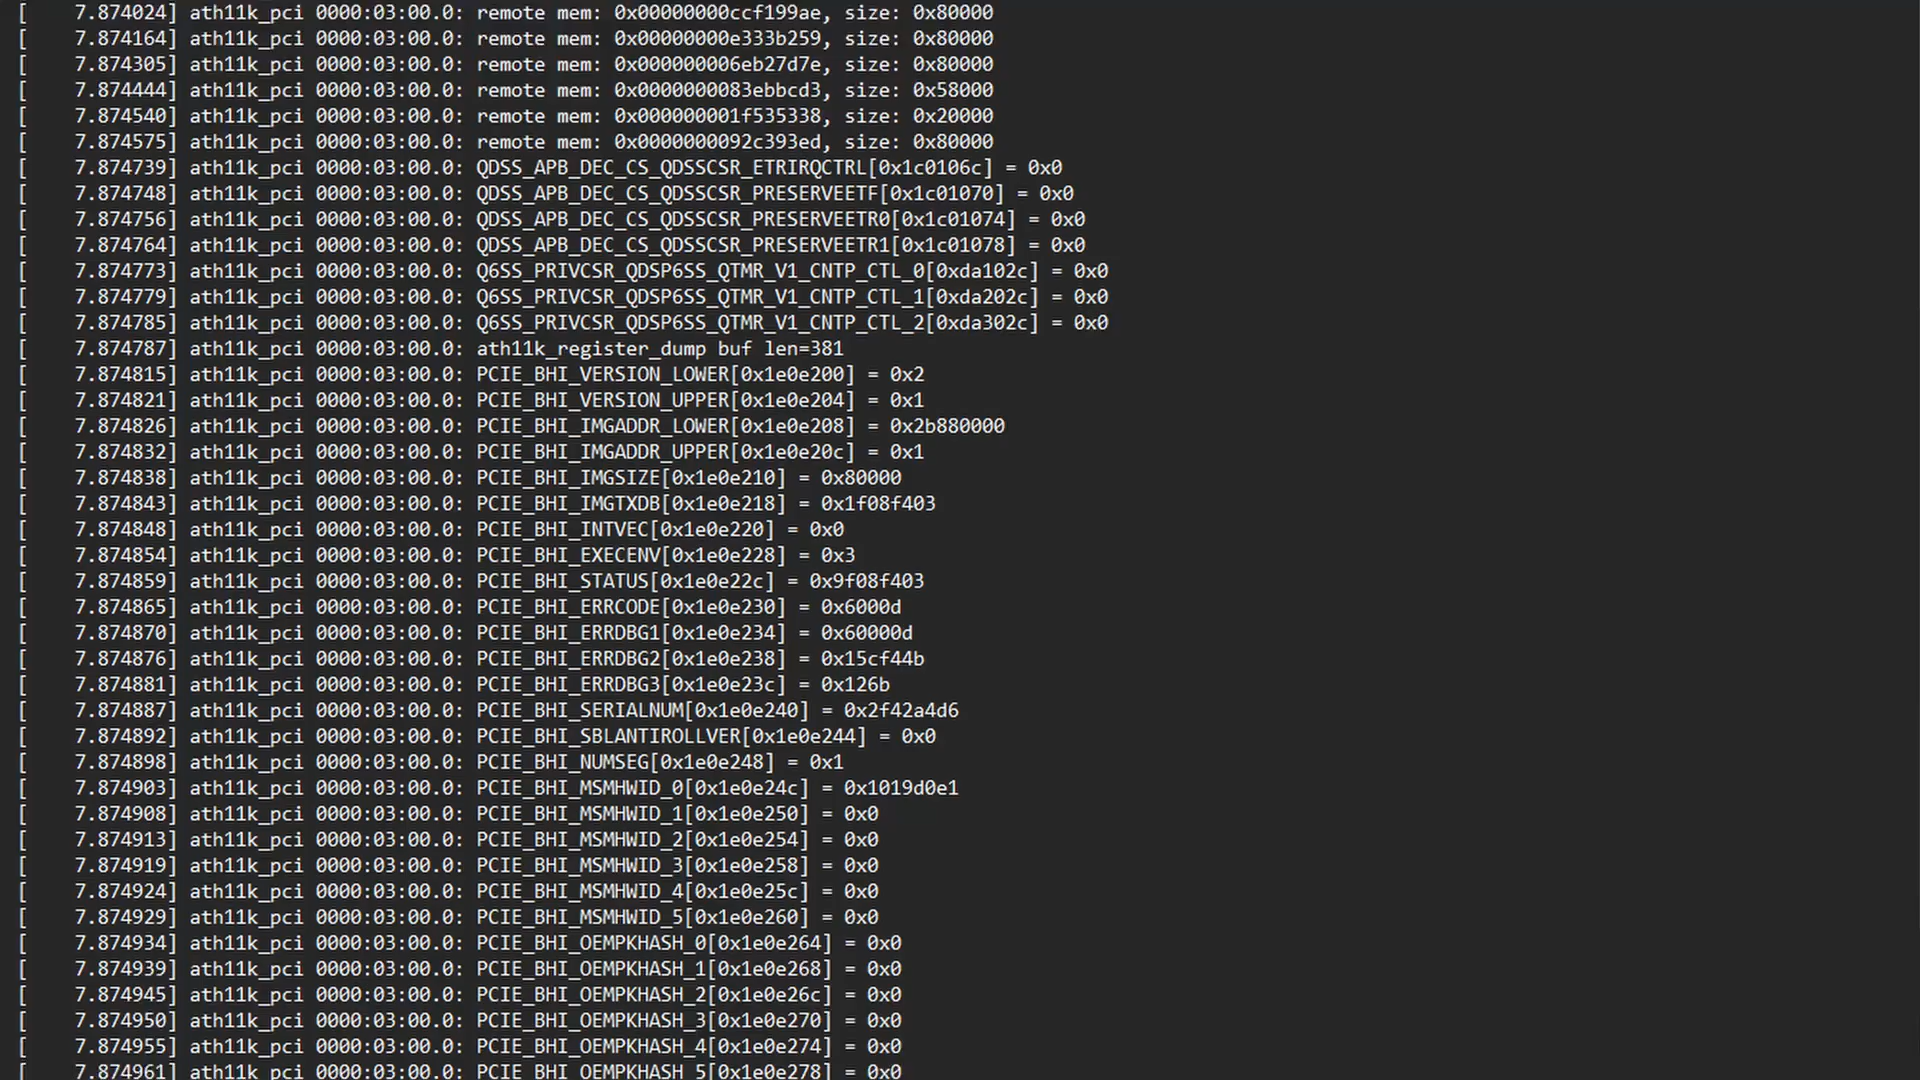 [    7.874024] ath11k_pci 0000:03:00.0: remote mem: 0x00000000ccf199ae, size: 0x80000
[    7.874164] ath11k_pci 0000:03:00.0: remote mem: 0x00000000e333b259, size: 0x80000
[    7.874305] ath11k_pci 0000:03:00.0: remote mem: 0x000000006eb27d7e, size: 0x80000
[    7.874444] ath11k_pci 0000:03:00.0: remote mem: 0x0000000083ebbcd3, size: 0x58000
[    7.874540] ath11k_pci 0000:03:00.0: remote mem: 0x000000001f535338, size: 0x20000
[    7.874575] ath11k_pci 0000:03:00.0: remote mem: 0x0000000092c393ed, size: 0x80000
[    7.874739] ath11k_pci 0000:03:00.0: QDSS_APB_DEC_CS_QDSSCSR_ETRIRQCTRL[0x1c0106c] = 0x0
[    7.874748] ath11k_pci 0000:03:00.0: QDSS_APB_DEC_CS_QDSSCSR_PRESERVEETF[0x1c01070] = 0x0
[    7.874756] ath11k_pci 0000:03:00.0: QDSS_APB_DEC_CS_QDSSCSR_PRESERVEETR0[0x1c01074] = 0x0
[    7.874764] ath11k_pci 0000:03:00.0: QDSS_APB_DEC_CS_QDSSCSR_PRESERVEETR1[0x1c01078] = 0x0
[    7.874773] ath11k_pci 0000:03:00.0: Q6SS_PRIVCSR_QDSP6SS_QTMR_V1_CNTP_CTL_0[0xda102c] = 0x0
[    7.874779] ath11k_pci 0000:03:00.0: Q6SS_PRIVCSR_QDSP6SS_QTMR_V1_CNTP_CTL_1[0xda202c] = 0x0
[    7.874785] ath11k_pci 0000:03:00.0: Q6SS_PRIVCSR_QDSP6SS_QTMR_V1_CNTP_CTL_2[0xda302c] = 0x0
[    7.874787] ath11k_pci 0000:03:00.0: ath11k_register_dump buf len=381
[    7.874815] ath11k_pci 0000:03:00.0: PCIE_BHI_VERSION_LOWER[0x1e0e200] = 0x2
[    7.874821] ath11k_pci 0000:03:00.0: PCIE_BHI_VERSION_UPPER[0x1e0e204] = 0x1
[    7.874826] ath11k_pci 0000:03:00.0: PCIE_BHI_IMGADDR_LOWER[0x1e0e208] = 0x2b880000
[    7.874832] ath11k_pci 0000:03:00.0: PCIE_BHI_IMGADDR_UPPER[0x1e0e20c] = 0x1
[    7.874838] ath11k_pci 0000:03:00.0: PCIE_BHI_IMGSIZE[0x1e0e210] = 0x80000
[    7.874843] ath11k_pci 0000:03:00.0: PCIE_BHI_IMGTXDB[0x1e0e218] = 0x1f08f403
[    7.874848] ath11k_pci 0000:03:00.0: PCIE_BHI_INTVEC[0x1e0e220] = 0x0
[    7.874854] ath11k_pci 0000:03:00.0: PCIE_BHI_EXECENV[0x1e0e228] = 0x3
[    7.874859] ath11k_pci 0000:03:00.0: PCIE_BHI_STATUS[0x1e0e22c] = 0x9f08f403
[    7.874865] ath11k_pci 0000:03:00.0: PCIE_BHI_ERRCODE[0x1e0e230] = 0x6000d
[    7.874870] ath11k_pci 0000:03:00.0: PCIE_BHI_ERRDBG1[0x1e0e234] = 0x60000d
[    7.874876] ath11k_pci 0000:03:00.0: PCIE_BHI_ERRDBG2[0x1e0e238] = 0x15cf44b
[    7.874881] ath11k_pci 0000:03:00.0: PCIE_BHI_ERRDBG3[0x1e0e23c] = 0x126b
[    7.874887] ath11k_pci 0000:03:00.0: PCIE_BHI_SERIALNUM[0x1e0e240] = 0x2f42a4d6
[    7.874892] ath11k_pci 0000:03:00.0: PCIE_BHI_SBLANTIROLLVER[0x1e0e244] = 0x0
[    7.874898] ath11k_pci 0000:03:00.0: PCIE_BHI_NUMSEG[0x1e0e248] = 0x1
[    7.874903] ath11k_pci 0000:03:00.0: PCIE_BHI_MSMHWID_0[0x1e0e24c] = 0x1019d0e1
[    7.874908] ath11k_pci 0000:03:00.0: PCIE_BHI_MSMHWID_1[0x1e0e250] = 0x0
[    7.874913] ath11k_pci 0000:03:00.0: PCIE_BHI_MSMHWID_2[0x1e0e254] = 0x0
[    7.874919] ath11k_pci 0000:03:00.0: PCIE_BHI_MSMHWID_3[0x1e0e258] = 0x0
[    7.874924] ath11k_pci 0000:03:00.0: PCIE_BHI_MSMHWID_4[0x1e0e25c] = 0x0
[    7.874929] ath11k_pci 0000:03:00.0: PCIE_BHI_MSMHWID_5[0x1e0e260] = 0x0
[    7.874934] ath11k_pci 0000:03:00.0: PCIE_BHI_OEMPKHASH_0[0x1e0e264] = 0x0
[    7.874939] ath11k_pci 0000:03:00.0: PCIE_BHI_OEMPKHASH_1[0x1e0e268] = 0x0
[    7.874945] ath11k_pci 0000:03:00.0: PCIE_BHI_OEMPKHASH_2[0x1e0e26c] = 0x0
[    7.874950] ath11k_pci 0000:03:00.0: PCIE_BHI_OEMPKHASH_3[0x1e0e270] = 0x0
[    7.874955] ath11k_pci 0000:03:00.0: PCIE_BHI_OEMPKHASH_4[0x1e0e274] = 0x0
[    7.874961] ath11k_pci 0000:03:00.0: PCIE_BHI_OEMPKHASH_5[0x1e0e278] = 0x0